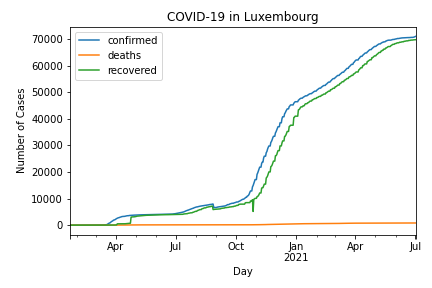 COVID-19 in Luxembourg
confirmed
deaths
recovered
Number of Cases
70000
60000
50000
40000
30000
20000
10000
0
Apr
Jul
Oct
Jan
2021
Apr
Jul
Day